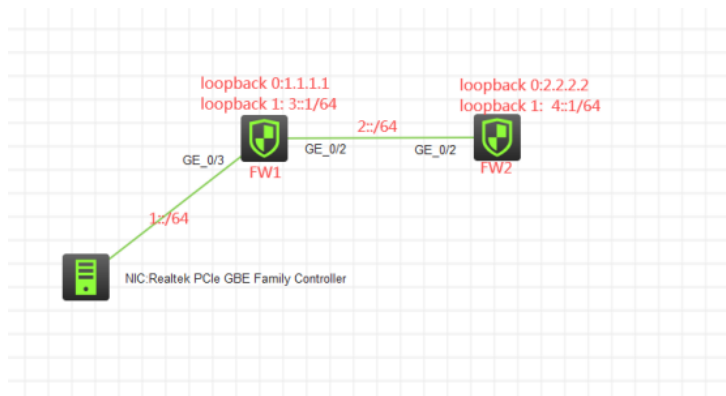 loopback 0:1.1.1.1
loopback 1: 3::1/64
loopback 0:2.2.2.2
loopback 1: 4::1/64
2::/64
GE_0/3
GE_0/2
GE_0/2
FW1
FW2
1::/64
NIC:Realtek PCIe GBE Family Controller